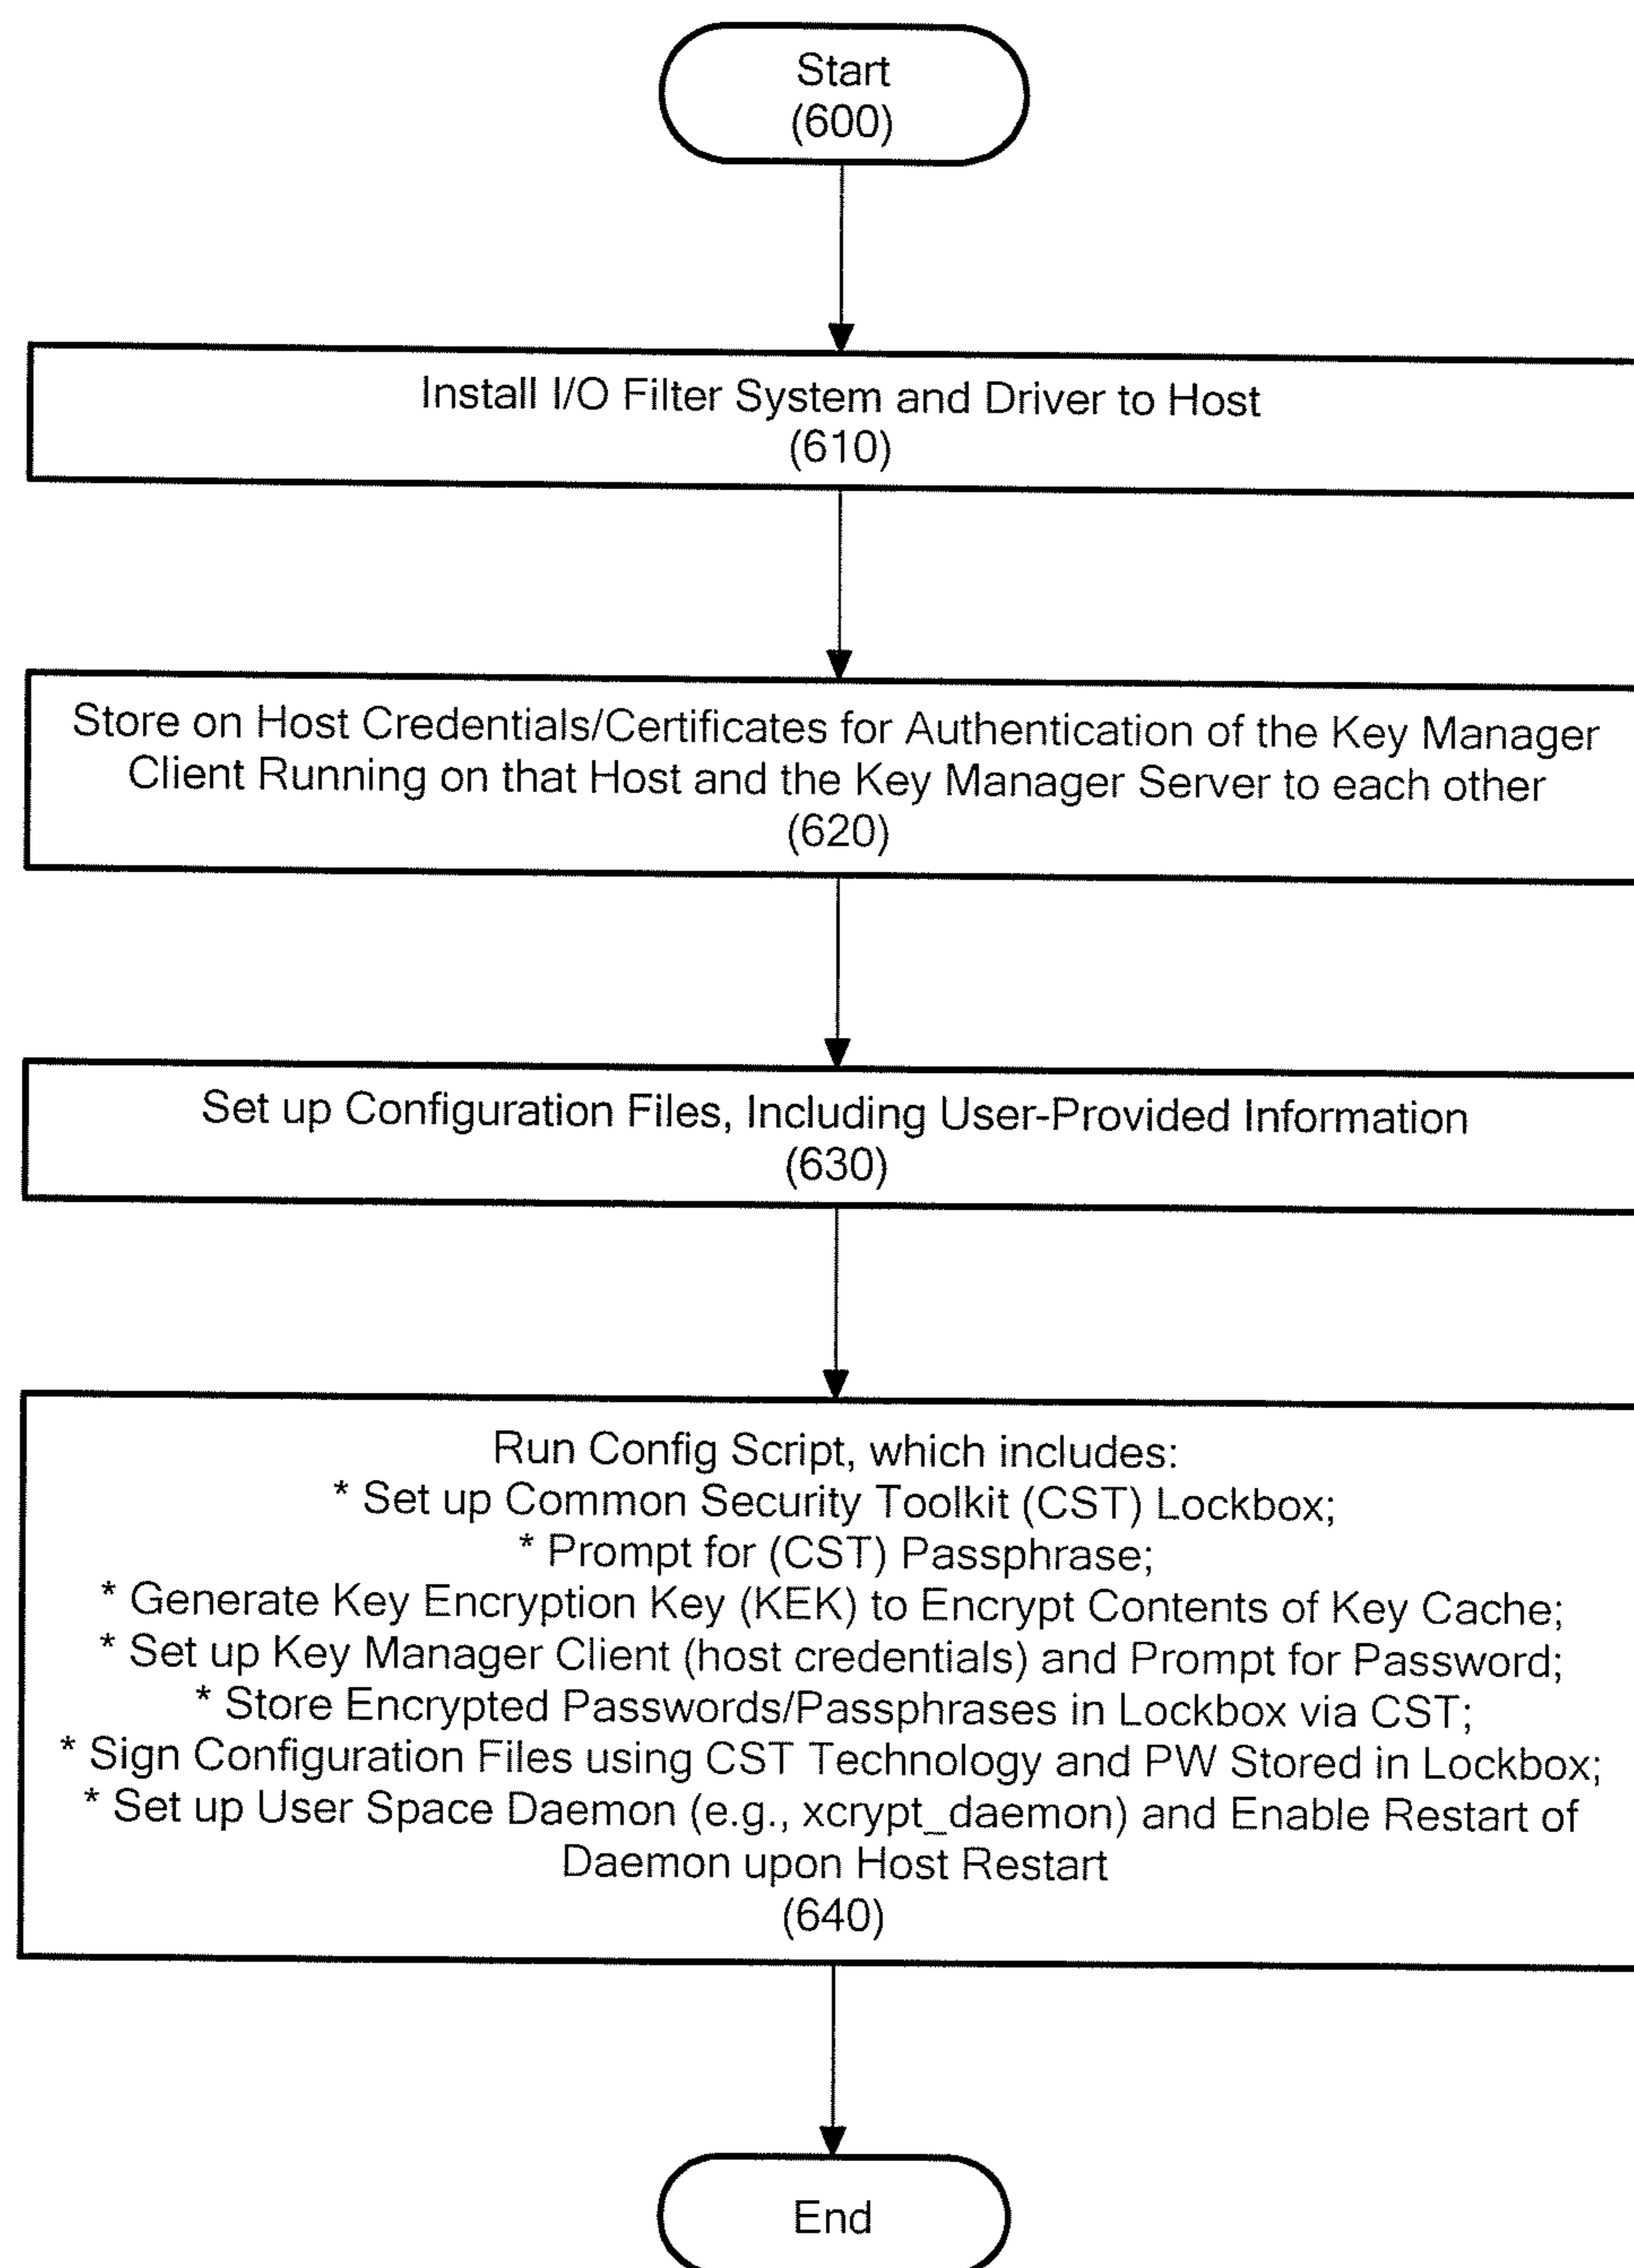 Start
(600)
Install I/O Filter System and Driver to Host
(610)
Store on Host Credentials/Certificates for Authentication of the Key Manager
Client Running on that Host and the Key Manager Server to each other
(620)
Set up Configuration Files, Including User-Provided Information
(630)
Run Config Script, which includes:
* Set up Common Security Toolkit (CST) Lockbox;
* Prompt for (CST) Passphrase;
* Generate Key Encryption Key (KEK) to Encrypt Contents of Key Cache;
* Set up Key Manager Client (host credentials) and Prompt for Password;
* Store Encrypted Passwords/Passphrases in Lockbox via CST;
* Sign Configuration Files using CST Technology and PW Stored in Lockbox;
* Set up User Space Daemon (e.g., xcrypt_daemon) and Enable Restart of
Daemon upon Host Restart
(640)
End